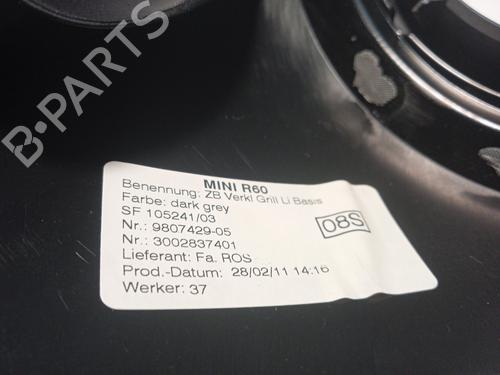 B-PARTS
MINI R60
Benennung: ZB Verkl Grill Li Basis
Farbe: dark grey
SF 105241/03
Nr.: 9807429-05
Nr.: 3002837401
Lieferant: Fa. ROS
Prod.-Datum: 28/02/11 14:16
Werker: 37
08S